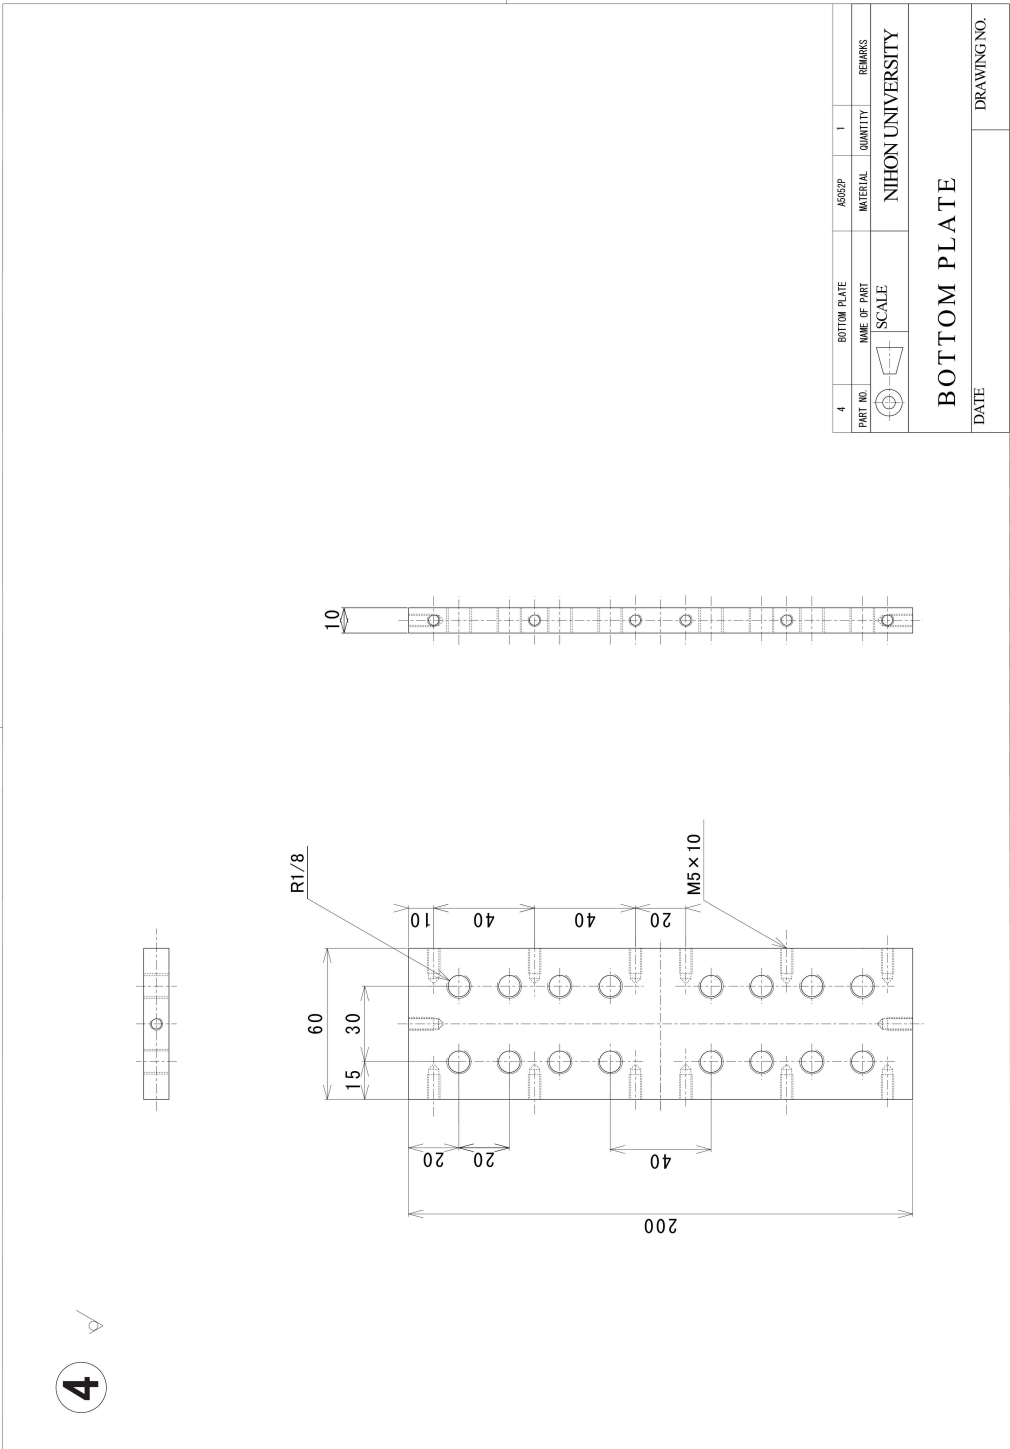 4
10
R1/8
M5×10
10
40
40
20
60
30
15
20
20
40
200
4 BOTTOM PLATE A5052P 1
PART NO. NAME OF PART MATERIAL QUANTITY REMARKS
SCALE NIHON UNIVERSITY
BOTTOM PLATE
DATE DRAWING NO.